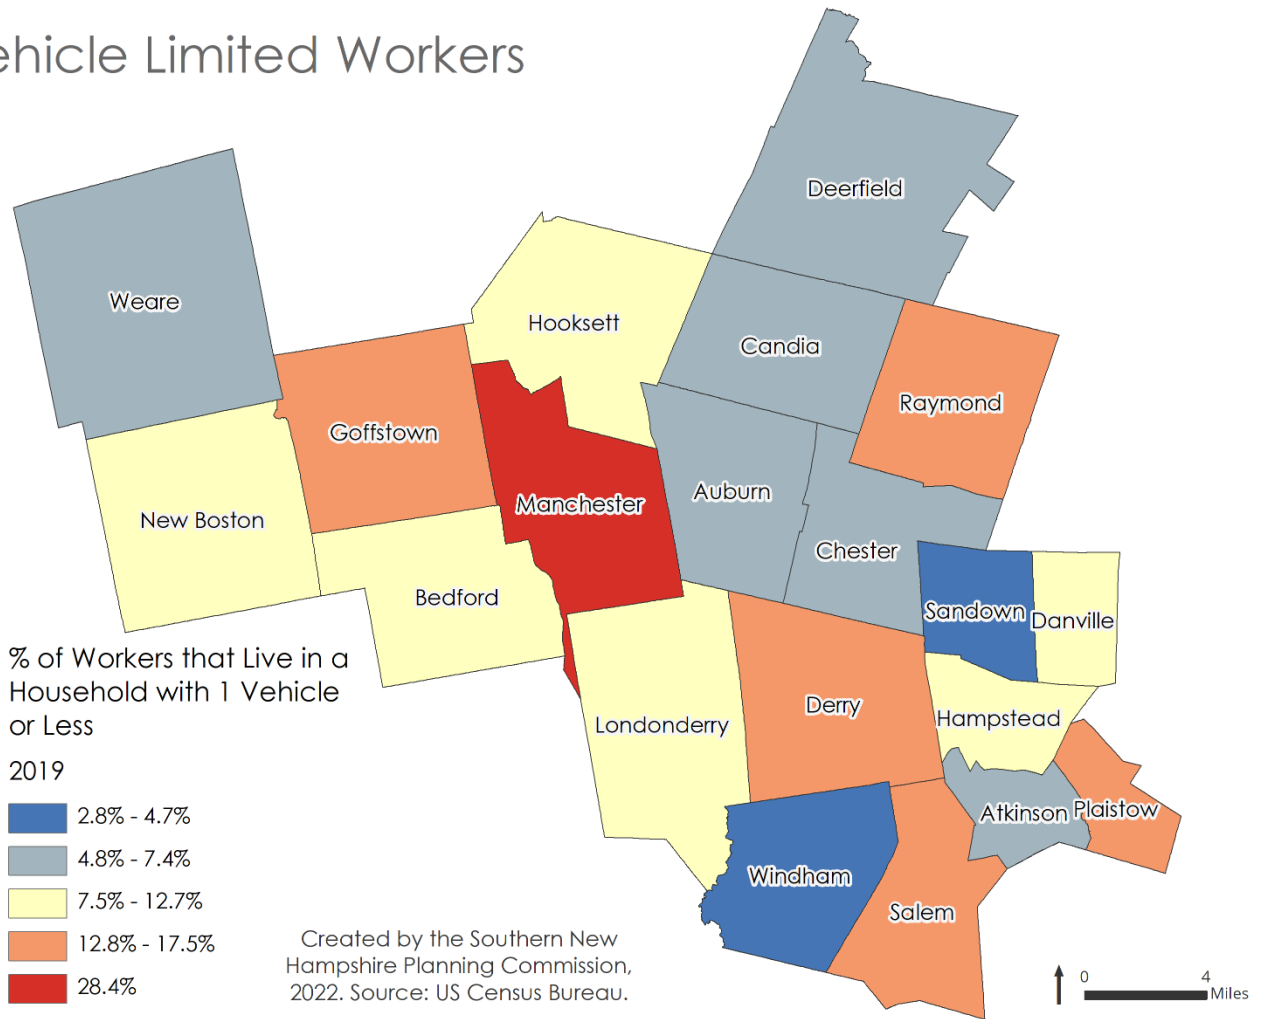 ehicle Limited Workers
Deerfield
Weare
Hooksett
Candia
Raymond
Goffstown
Auburn
Manchester
New Boston
Chester
Bedford
Sandown
Danville
% of Workers that Live in a
Household with 1 Vehicle
or Less
2019
2.8% - 4.7%
4.8% - 7.4%
7.5% - 12.7%
12.8% - 17.5%
28.4%
Londonderry
Derry
Hampstead
Atkinson
Plaistow
Windham
Salem
Created by the Southern New
Hampshire Planning Commission,
2022. Source: US Census Bureau.
0 4
Miles